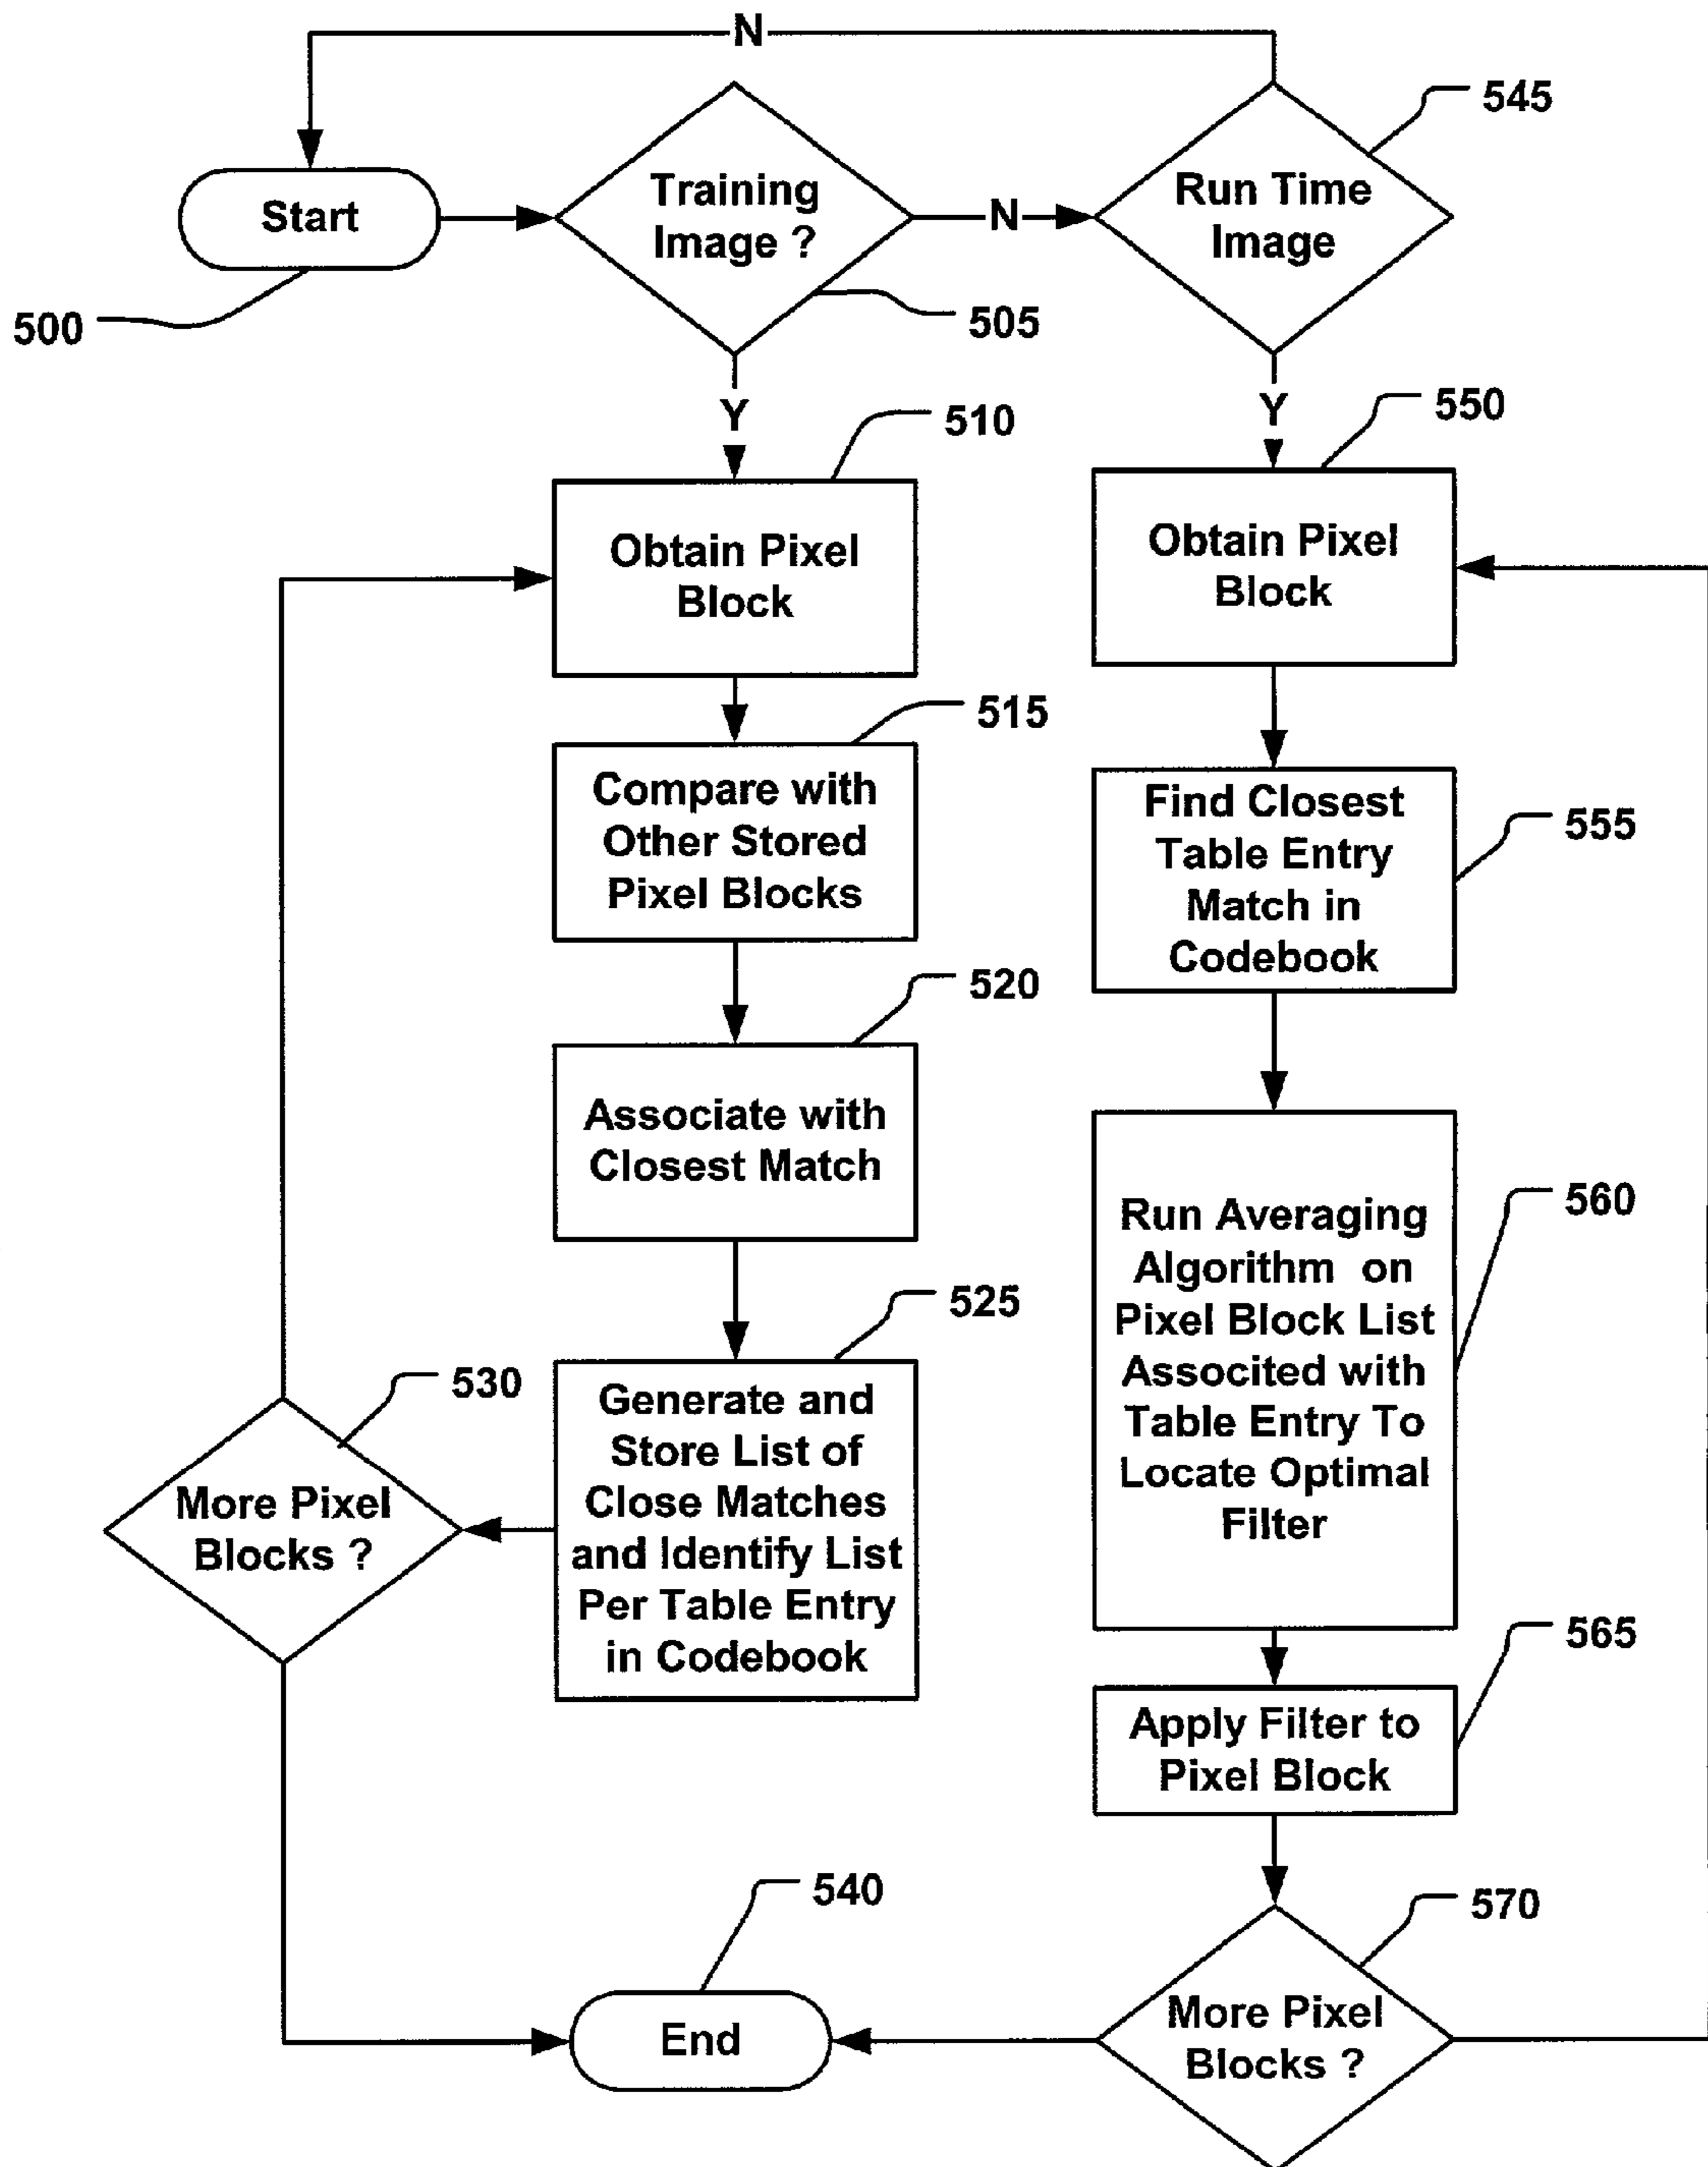 N
545
Start
Training
Image ?
N
Run Time
Image
500
505
Y
Y
510
550
Obtain Pixel
Block
Obtain Pixel
Block
515
Compare with
Other Stored
Pixel Blocks
Find Closest
Table Entry
Match in
Codebook
555
520
Associate with
Closest Match
Run Averaging
Algorithm on
Pixel Block List
Associted with
Table Entry To
Locate Optimal
Filter
560
525
Generate and
Store List of
Close Matches
and Identify List
Per Table Entry
in Codebook
530
More Pixel
Blocks ?
565
Apply Filter to
Pixel Block
540
End
570
More Pixel
Blocks ?